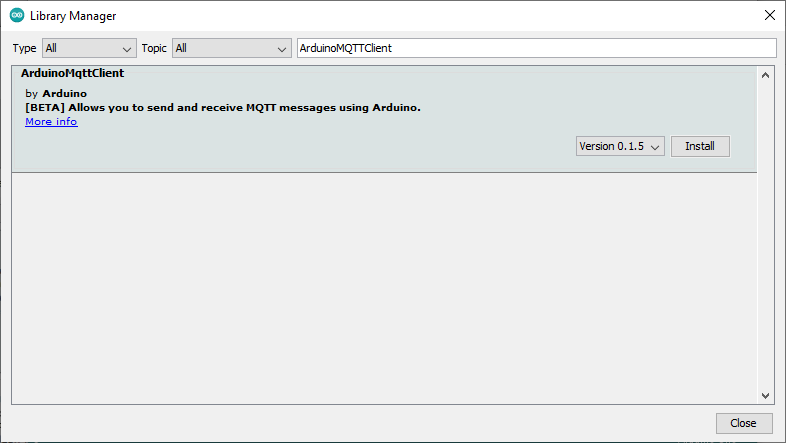 Library Manager
Type All Topic All ArduinoMQTTClient
ArduinoMqttClient
by Arduino
[BETA] Allows you to send and receive MQTT messages using Arduino.
More info
Version 0.1.5 Install
Close